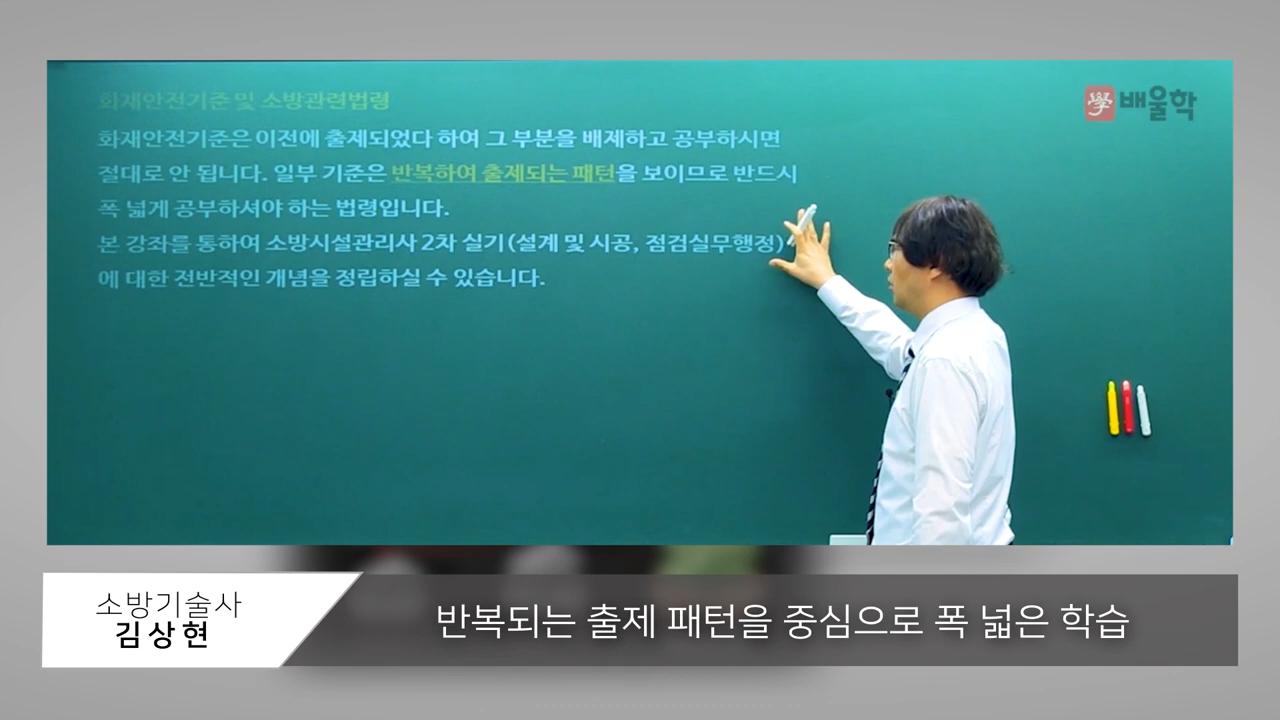 화재안전기준 및 소방관련법령
學 배울학
화재안전기준은 이전에 출제되었다 하여 그 부분을 배제하고 공부하시면
절대로 안 됩니다. 일부 기준은 반복하여 출제되는 패턴을 보이므로 반드시
폭 넓게 공부하셔야 하는 법령입니다.
본 강좌를 통하여 소방시설관리사 2차 실기(설계 및 시공, 점검실무행정)
에 대한 전반적인 개념을 정립하실 수 있습니다.
소방기술사
김상현
반복되는 출제 패턴을 중심으로 폭 넓은 학습